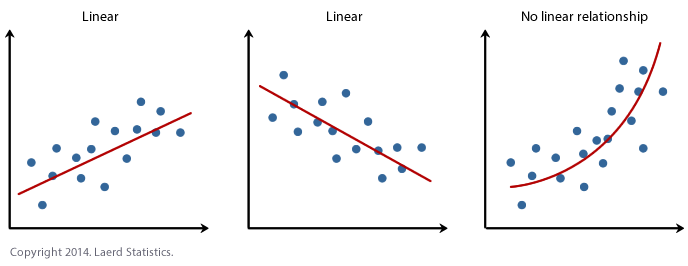 Linear
Linear
No linear relationship
Copyright 2014. Laerd Statistics.